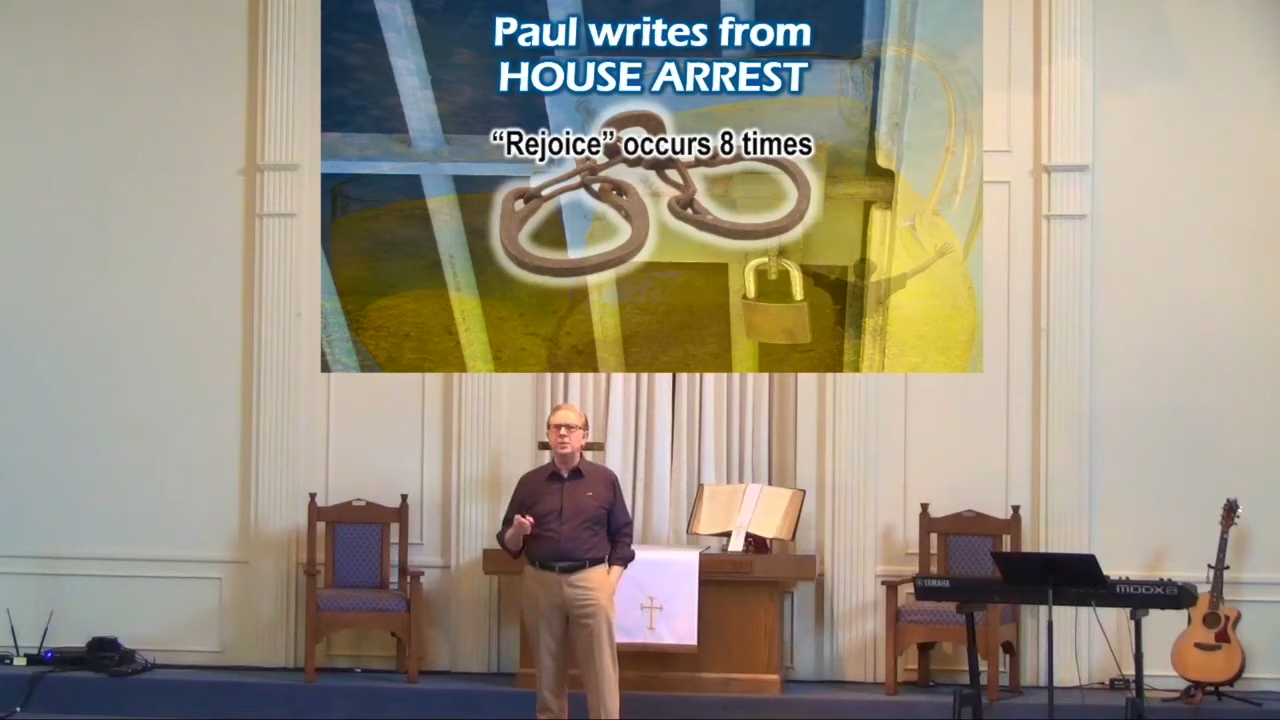 Paul writes from
HOUSE ARREST
“Rejoice” occurs 8 times
YAMAHA
MODX8